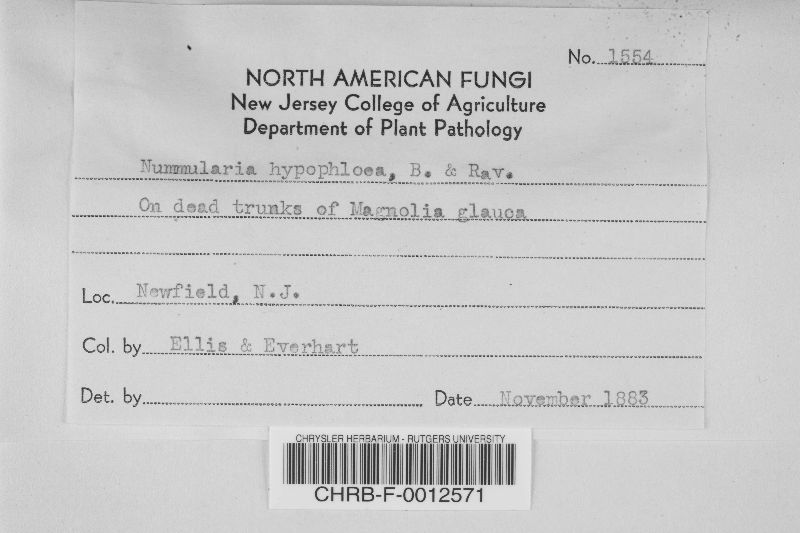 No. 1554
NORTH AMERICAN FUNGI
New Jersey College of Agriculture
Department of Plant Pathology
Nummularia hypophloea, B. & Rav.
On dead trunks of Magnolia glauca
Loc. Newfield, N.J.
Col. by Ellis & Everhart
Det. by
Date November 1883
CHRYSLER HERBARIUM - RUTGERS UNIVERSITY
CHRB-F-0012571